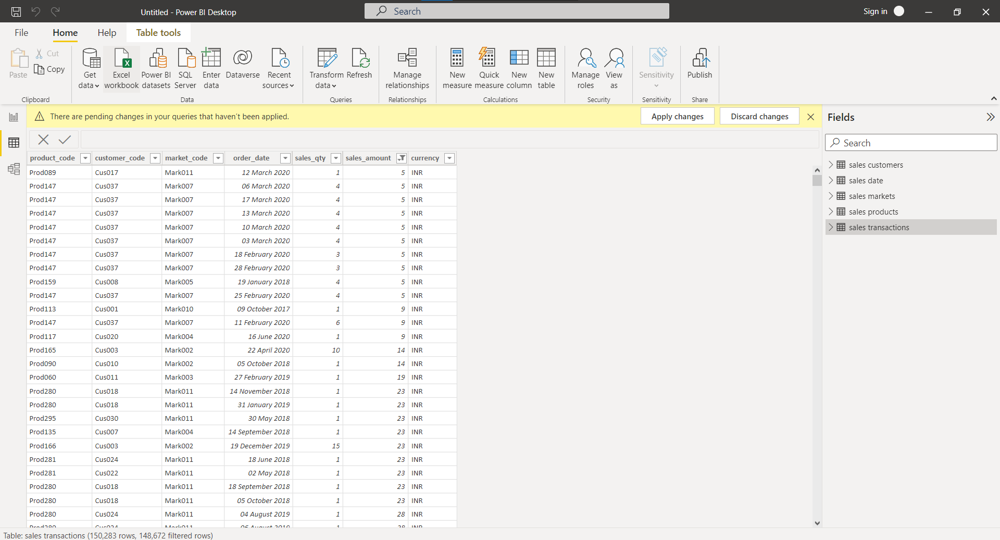 Untitled - Power BI Desktop
Search
Sign in
File Home Help Table tools
Paste
Cut
Copy
Clipboard
Get data
Excel workbook
Power BI datasets
SQL Server
Enter data
Dataverse
Recent sources
Data
Transform data
Refresh
Queries
Manage relationships
Relationships
New measure
Quick measure
New column
New table
Calculations
Manage roles
View as
Security
Sensitivity
Sensitivity
Publish
Share
There are pending changes in your queries that haven't been applied.
Apply changes
Discard changes
product_code customer_code market_code order_date sales_qty sales_amount currency
Prod089 Cus017 Mark011 12 March 2020 1 5 INR
Prod147 Cus037 Mark007 06 March 2020 4 5 INR
Prod147 Cus037 Mark007 17 March 2020 4 5 INR
Prod147 Cus037 Mark007 13 March 2020 4 5 INR
Prod147 Cus037 Mark007 10 March 2020 4 5 INR
Prod147 Cus037 Mark007 03 March 2020 4 5 INR
Prod147 Cus037 Mark007 18 February 2020 3 5 INR
Prod147 Cus037 Mark007 28 February 2020 3 5 INR
Prod159 Cus008 Mark005 19 January 2018 4 5 INR
Prod147 Cus037 Mark007 25 February 2020 4 5 INR
Prod113 Cus001 Mark010 09 October 2017 1 9 INR
Prod147 Cus037 Mark007 11 February 2020 6 9 INR
Prod117 Cus020 Mark004 16 June 2020 1 9 INR
Prod165 Cus003 Mark002 22 April 2020 10 14 INR
Prod090 Cus010 Mark002 05 October 2018 1 14 INR
Prod060 Cus011 Mark003 27 February 2019 1 19 INR
Prod280 Cus018 Mark011 14 November 2018 1 23 INR
Prod280 Cus018 Mark011 31 January 2019 1 23 INR
Prod295 Cus030 Mark011 30 May 2018 1 23 INR
Prod135 Cus007 Mark004 14 September 2018 1 23 INR
Prod166 Cus003 Mark002 19 December 2019 15 23 INR
Prod281 Cus024 Mark011 18 June 2018 1 23 INR
Prod281 Cus022 Mark011 02 May 2018 1 23 INR
Prod280 Cus018 Mark011 18 September 2018 1 23 INR
Prod280 Cus018 Mark011 05 October 2018 1 23 INR
Prod280 Cus024 Mark011 04 August 2019 1 28 INR
Prod280 Cus024 Mark011 06 August 2019 1 28 INR
Fields
Search
sales customers
sales date
sales markets
sales products
sales transactions
Table: sales transactions (150,283 rows, 148,672 filtered rows)